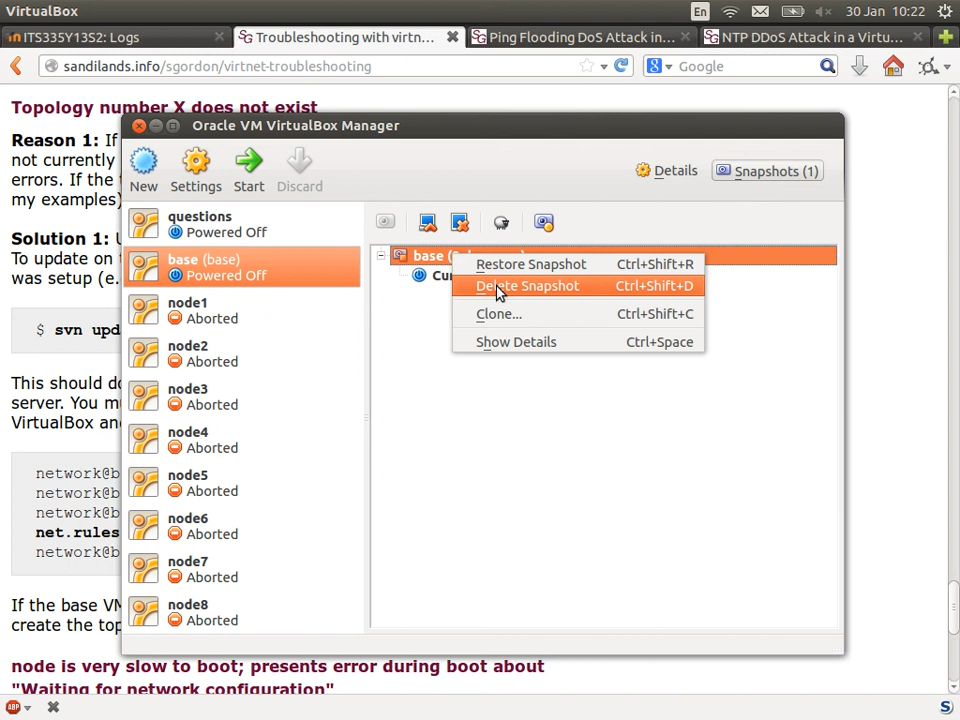 VirtualBox
En
30 Jan 10:22
ITS335Y13S2: Logs
Troubleshooting with virtn...
Ping Flooding DoS Attack in...
NTP DDoS Attack in a Virtu...
sandilands.info/sgordon/virtnet-troubleshooting
Google
Topology number X does not exist
Oracle VM VirtualBox Manager
Reason 1: If
not currently
errors. If the
my examples)
New
Settings
Start
Discard
Details
Snapshots (1)
questions
Powered Off
base (base)
Powered Off
node1
Aborted
node2
Aborted
node3
Aborted
node4
Aborted
node5
Aborted
node6
Aborted
node7
Aborted
node8
Aborted
base
Restore Snapshot Ctrl+Shift+R
Delete Snapshot Ctrl+Shift+D
Clone... Ctrl+Shift+C
Show Details Ctrl+Space
Solution 1:
To update on
was setup (e.
$ svn upd
This should do
server. You mu
VirtualBox and
network@b
network@b
network@b
net.rules
network@b
If the base VM
create the top
node is very slow to boot; presents error during boot about
"Waiting for network configuration"
ABP
S